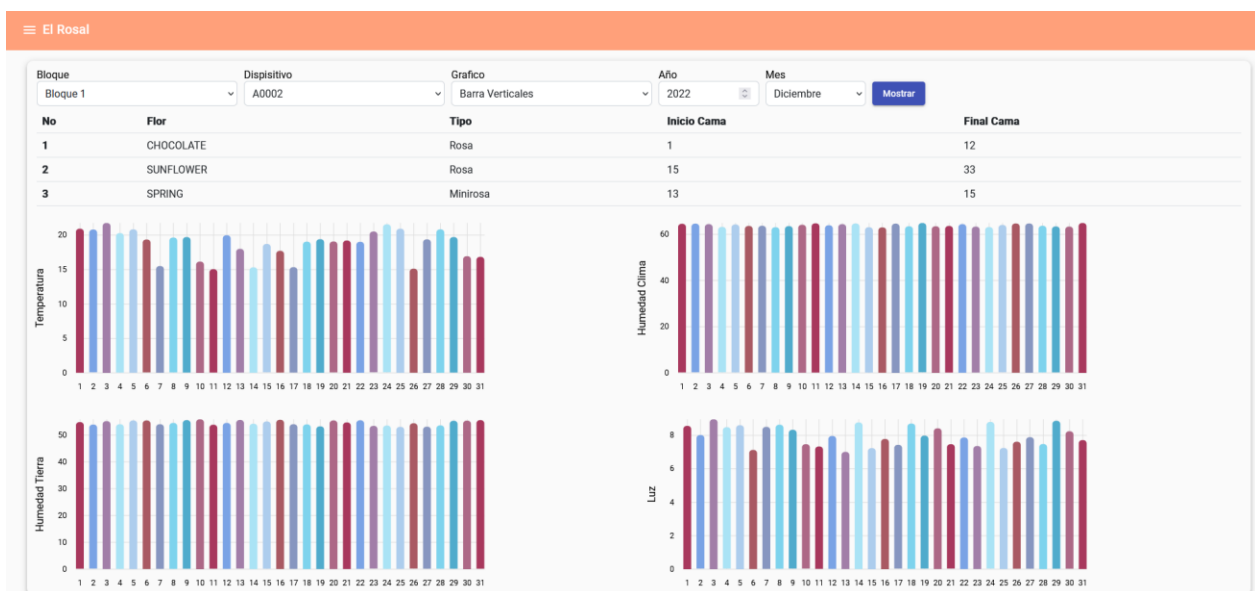 El Rosal
Bloque Dispisitivo Grafico Año Mes
Bloque 1 A0002 Barra Verticales 2022 Diciembre Mostrar
No Flor Tipo Inicio Cama Final Cama
1 CHOCOLATE Rosa 1 12
2 SUNFLOWER Rosa 15 33
3 SPRING Minirosa 13 15
Temperatura
20
15
10
5
0
1 2 3 4 5 6 7 8 9 10 11 12 13 14 15 16 17 18 19 20 21 22 23 24 25 26 27 28 29 30 31
Humedad Clima
60
40
20
0
1 2 3 4 5 6 7 8 9 10 11 12 13 14 15 16 17 18 19 20 21 22 23 24 25 26 27 28 29 30 31
Humedad Tierra
50
40
30
20
10
0
1 2 3 4 5 6 7 8 9 10 11 12 13 14 15 16 17 18 19 20 21 22 23 24 25 26 27 28 29 30 31
Luz
8
6
4
2
0
1 2 3 4 5 6 7 8 9 10 11 12 13 14 15 16 17 18 19 20 21 22 23 24 25 26 27 28 29 30 31